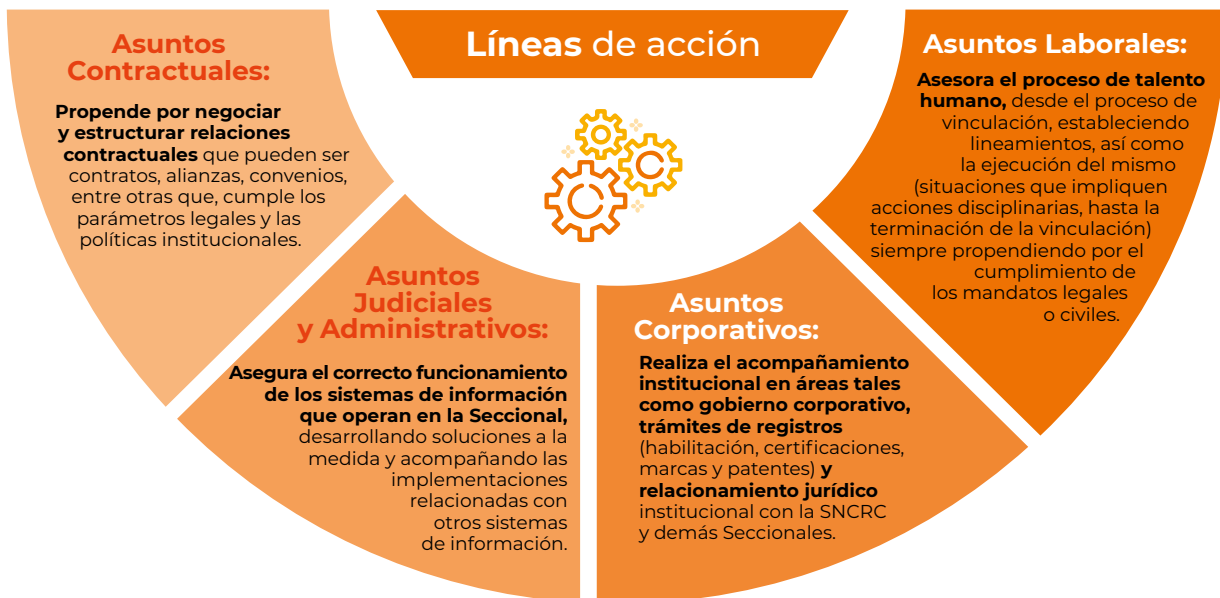 Líneas de acción
Asuntos
Contractuales:
Propende por negociar
y estructurar relaciones
contractuales que pueden ser
contratos, alianzas, convenios,
entre otras que, cumple los
parámetros legales y las
políticas institucionales.
Asuntos
Judiciales
y Administrativos:
Asegura el correcto funcionamiento
de los sistemas de información
que operan en la Seccional,
desarrollando soluciones a la
medida y acompañando las
implementaciones
relacionadas con
otros sistemas
de información.
Asuntos
Corporativos:
Realiza el acompañamiento
institucional en áreas tales
como gobierno corporativo,
trámites de registros
(habilitación, certificaciones,
marcas y patentes) y
relacionamiento jurídico
institucional con la SNCRC
y demás Seccionales.
Asuntos Laborales:
Asesora el proceso de talento
humano, desde el proceso de
vinculación, estableciendo
lineamientos, así como
la ejecución del mismo
(situaciones que impliquen
acciones disciplinarias, hasta la
terminación de la vinculación)
siempre propendiendo por el
cumplimiento de
los mandatos legales
o civiles.